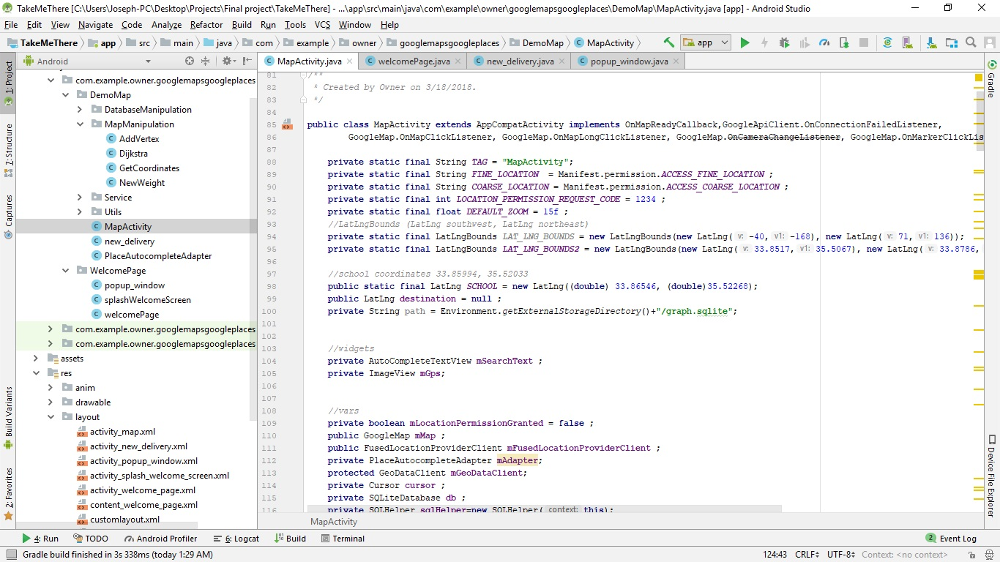 TakeMeThere [C:\Users\Joseph-PC\Desktop\Projects\Final project\TakeMeThere] - ...\app\src\main\java\com\example\owner\googlemapsgoogleplaces\DemoMap\MapActivity.java [app] - Android Studio
File Edit View Navigate Code Analyze Refactor Build Run Tools VCS Window Help
TakeMeThere app src main java com example owner googlemapsgoogleplaces DemoMap MapActivity app
Android MapActivity.java welcomePage.java new_delivery.java popup_window.java
1: Project
7: Structure
Captures
Build Variants
2: Favorites
com.example.owner.googlemapsgoogleplaces
DemoMap
DatabaseManipulation
MapManipulation
AddVertex
Dijkstra
GetCoordinates
NewWeight
Service
Utils
MapActivity
new_delivery
PlaceAutocompleteAdapter
WelcomePage
popup_window
splashWelcomeScreen
welcomePage
com.example.owner.googlemapsgoogleplaces
com.example.owner.googlemapsgoogleplaces
assets
res
anim
drawable
layout
activity_map.xml
activity_new_delivery.xml
activity_popup_window.xml
activity_splash_welcome_screen.xml
activity_welcome_page.xml
content_welcome_page.xml
customlayout.xml
81 /**
82 * Created by Owner on 3/18/2018.
83 */
84
85 public class MapActivity extends AppCompatActivity implements OnMapReadyCallback,GoogleApiClient.OnConnectionFailedListener,
86 GoogleMap.OnMapClickListener, GoogleMap.OnMapLongClickListener, GoogleMap.OnCameraChangeListener, GoogleMap.OnMarkerClickLis
87
88 private static final String TAG = "MapActivity";
89 private static final String FINE_LOCATION = Manifest.permission.ACCESS_FINE_LOCATION ;
90 private static final String COARSE_LOCATION = Manifest.permission.ACCESS_COARSE_LOCATION ;
91 private static final int LOCATION_PERMISSION_REQUEST_CODE = 1234 ;
92 private static final float DEFAULT_ZOOM = 15f ;
93 //LatLngBounds (LatLng southwest, LatLng northeast)
94 private static final LatLngBounds LAT_LNG_BOUNDS = new LatLngBounds(new LatLng( v: -40, v1: -168), new LatLng( v: 71, v1: 136));
95 private static final LatLngBounds LAT_LNG_BOUNDS2 = new LatLngBounds(new LatLng( v: 33.8517, v1: 35.5067), new LatLng( v: 33.8786,
96
97 //school coordinates 33.85994, 35.52033
98 public static final LatLng SCHOOL = new LatLng((double) 33.86546, (double)35.52268);
99 public LatLng destination = null ;
100 private String path = Environment.getExternalStorageDirectory()+"/graph.sqlite";
101
102
103 //widgets
104 private AutoCompleteTextView mSearchText ;
105 private ImageView mGps;
106
107
108 //vars
109 private boolean mLocationPermissionGranted = false ;
110 public GoogleMap mMap ;
111 public FusedLocationProviderClient mFusedLocationProviderClient ;
112 private PlaceAutocompleteAdapter mAdapter;
113 protected GeoDataClient mGeoDataClient;
114 private Cursor cursor ;
115 private SQLiteDatabase db ;
116 private SQLHelper sqlHelper=new SQLHelper( context: this);
MapActivity
Gradle
Device File Explorer
4: Run TODO Android Profiler 6: Logcat Build Terminal 2 Event Log
Gradle build finished in 3s 338ms (today 1:29 AM) 124:43 CRLF UTF-8 Context: <no context>